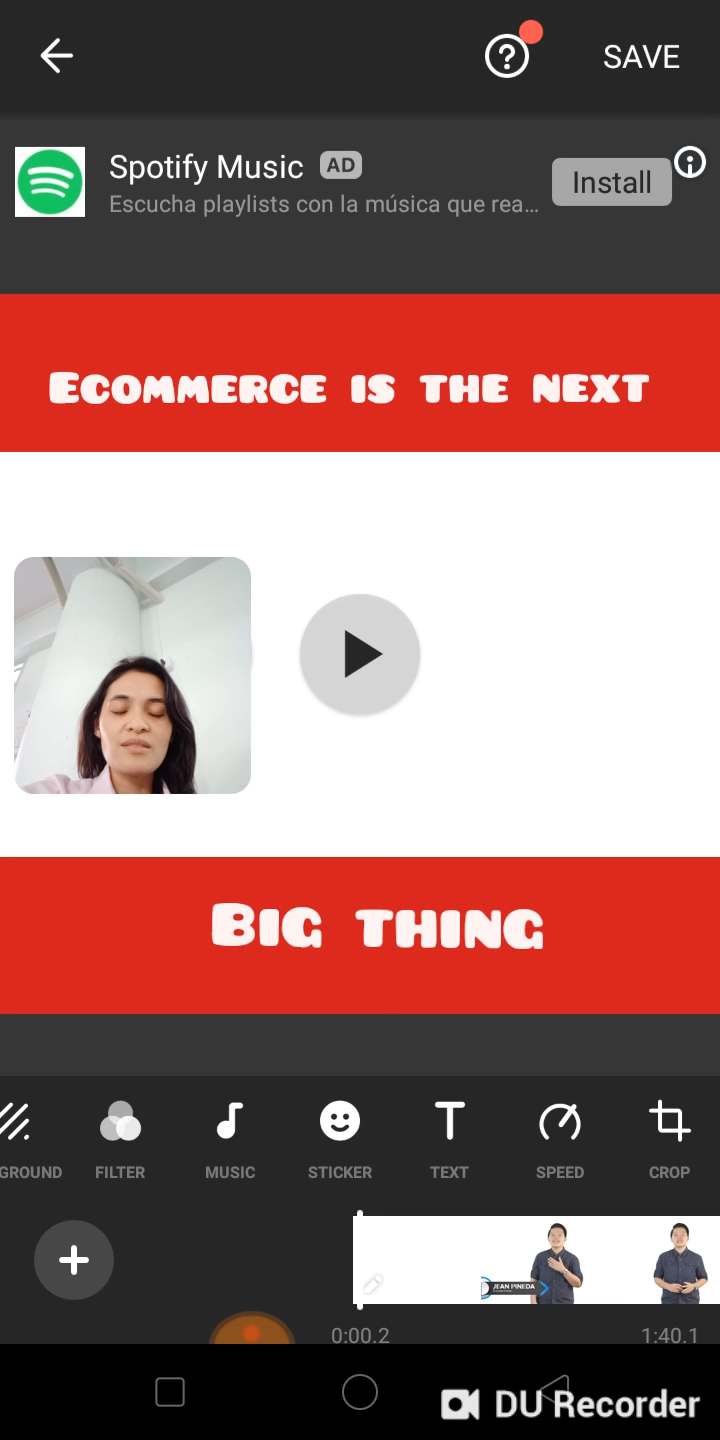 SAVE
Spotify Music AD
Escucha playlists con la música que rea...
Install
Ecommerce is the next
Big thing
GROUND FILTER MUSIC STICKER TEXT SPEED CROP
JEAN PINEDA
0:00.2 1:40.1
DU Recorder